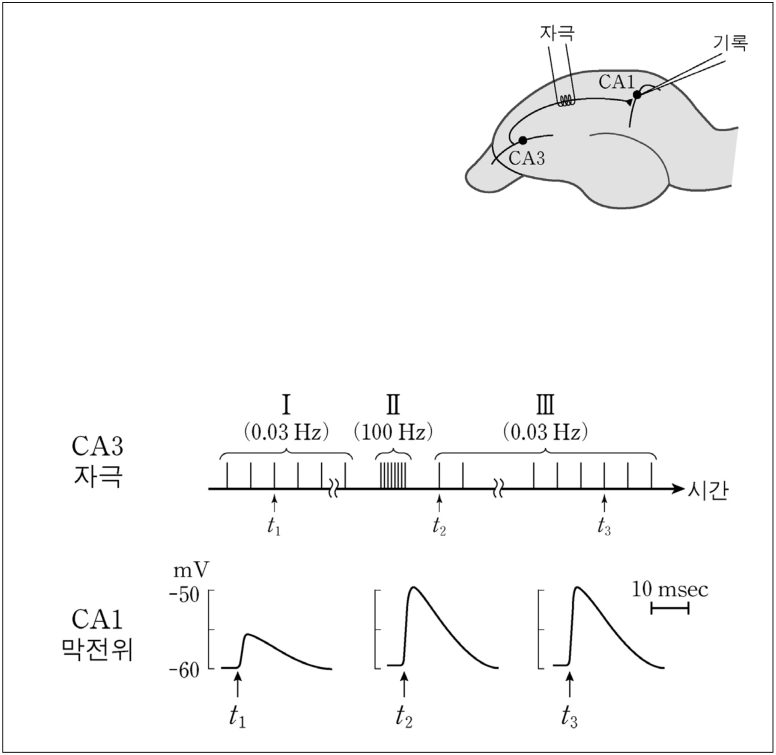 자극
기록
CA1
CA3
Ⅰ Ⅱ Ⅲ
(0.03 Hz) (100 Hz) (0.03 Hz)
CA3
자극
시간
t₁ t₂ t₃
mV
-50
-60
CA1
막전위
10 msec
t₁ t₂ t₃